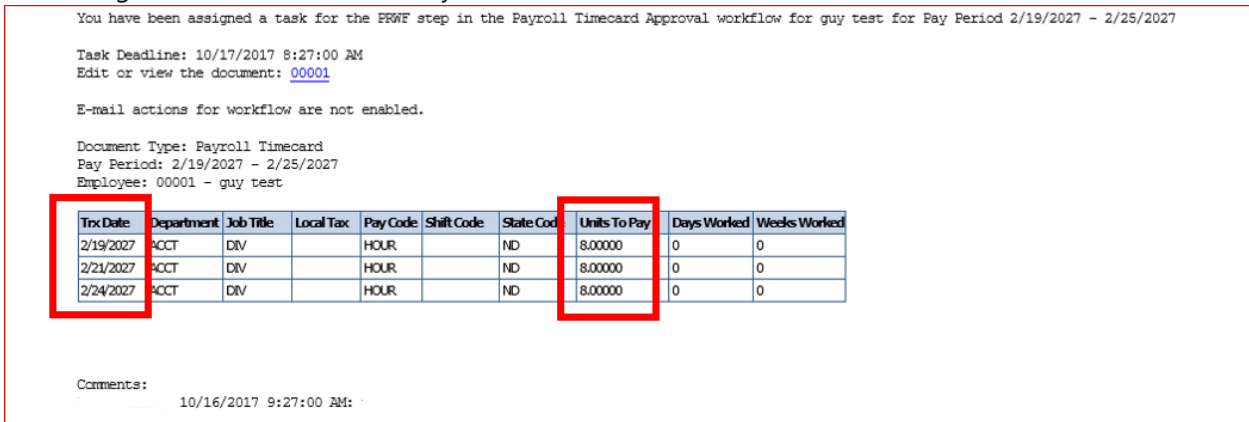 You have been assigned a task for the PRWF step in the Payroll Timecard Approval workflow for guy test for Pay Period 2/19/2027 - 2/25/2027
Task Deadline: 10/17/2017 8:27:00 AM
Edit or view the document: 00001
E-mail actions for workflow are not enabled.
Document Type: Payroll Timecard
Pay Period: 2/19/2027 - 2/25/2027
Employee: 00001 - guy test
Trx Date Department Job Title Local Tax Pay Code Shift Code State Code Units To Pay Days Worked Weeks Worked
2/19/2027 ACCT DIV HOUR ND 8.00000 0 0
2/21/2027 ACCT DIV HOUR ND 8.00000 0 0
2/24/2027 ACCT DIV HOUR ND 8.00000 0 0
Comments:
10/16/2017 9:27:00 AM: